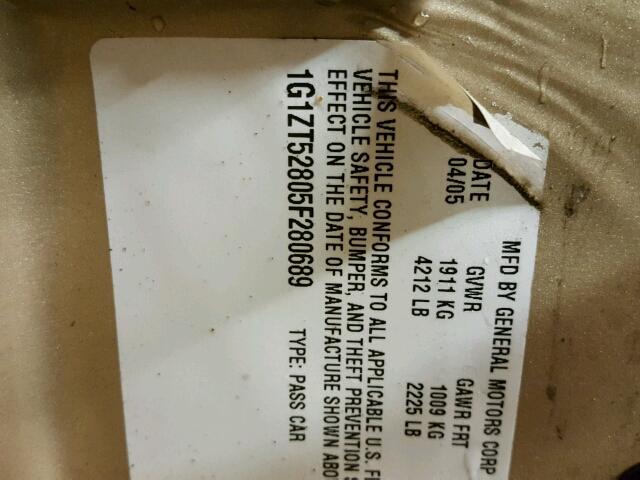 MFD BY GENERAL MOTORS CORP
DATE GVWR GAWR FRT
04/05 1911 KG 1009 KG
4212 LB 2225 LB
THIS VEHICLE CONFORMS TO ALL APPLICABLE U.S.
VEHICLE SAFETY, BUMPER, AND THEFT PREVENTION
EFFECT ON THE DATE OF MANUFACTURE SHOWN
1G1ZT52805F280689 TYPE: PASS CAR